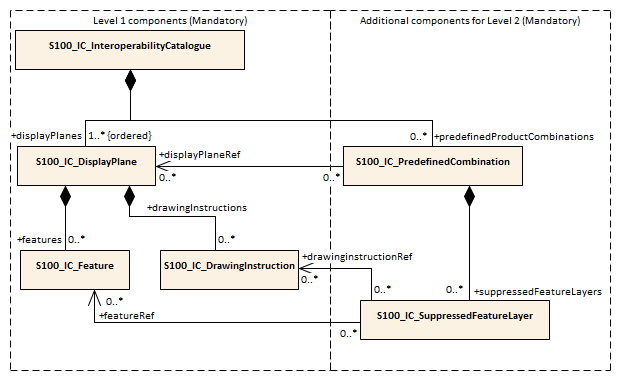 Level 1 components (Mandatory)
Additional components for Level 2 (Mandatory)
S100_IC_InteroperabilityCatalogue
+displayPlanes
1..* {ordered}
0..*
+predefinedProductCombinations
S100_IC_DisplayPlane
+displayPlaneRef
0..*
0..*
S100_IC_PredefinedCombination
+drawingInstructions
+features
0..*
0..*
S100_IC_Feature
S100_IC_DrawingInstruction
+drawinginstructionRef
0..*
0..*
0..*
+suppressedFeatureLayers
0..*
+featureRef
0..*
S100_IC_SuppressedFeatureLayer